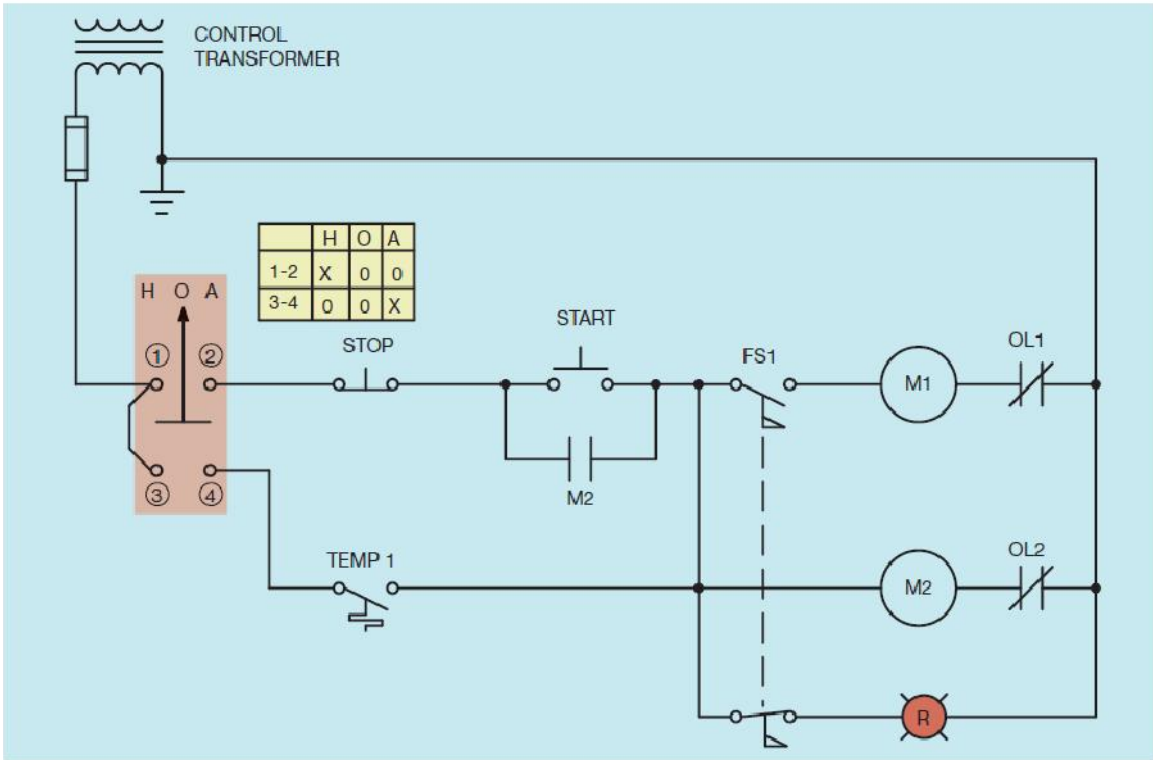 CONTROL
TRANSFORMER
H O A
1-2 X 0 0
3-4 0 0 X
H O A
START
STOP
FS1
OL1
1 2
M1
M2
3 4
TEMP 1
OL2
M2
R